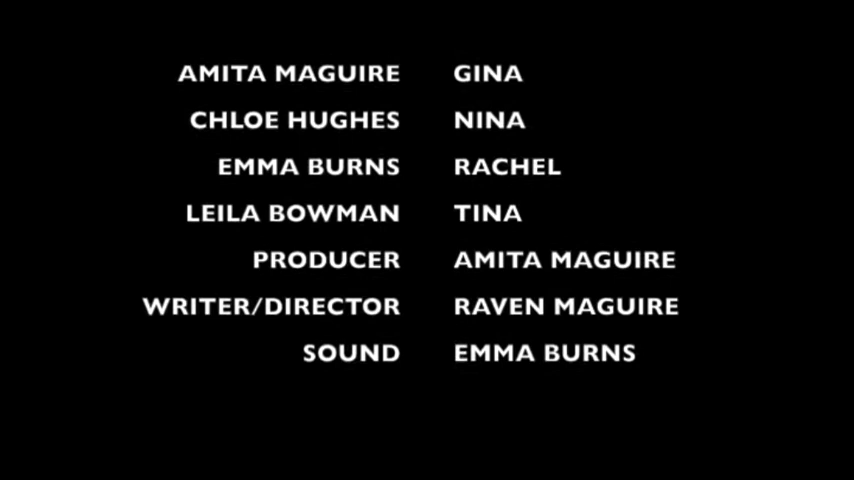 AMITA MAGUIRE GINA
CHLOE HUGHES NINA
EMMA BURNS RACHEL
LEILA BOWMAN TINA
PRODUCER AMITA MAGUIRE
WRITER/DIRECTOR RAVEN MAGUIRE
SOUND EMMA BURNS